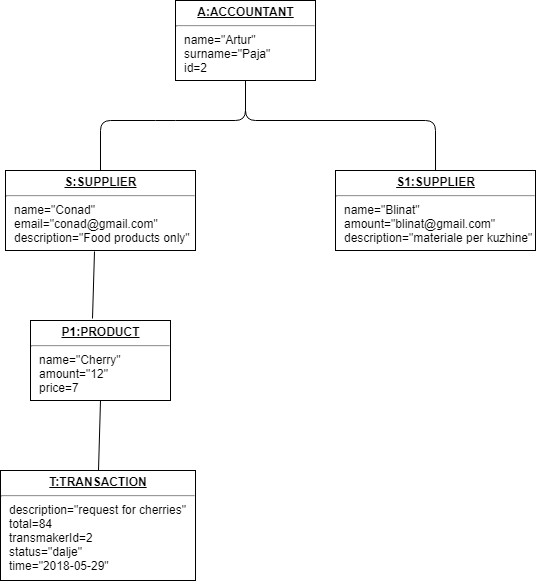 A:ACCOUNTANT
name="Artur"
surname="Paja"
id=2
S:SUPPLIER
name="Conad"
email="conad@gmail.com"
description="Food products only"
S1:SUPPLIER
name="Blinat"
amount="blinat@gmail.com"
description="materiale per kuzhine"
P1:PRODUCT
name="Cherry"
amount="12"
price=7
T:TRANSACTION
description="request for cherries"
total=84
transmakerId=2
status="dalje"
time="2018-05-29"